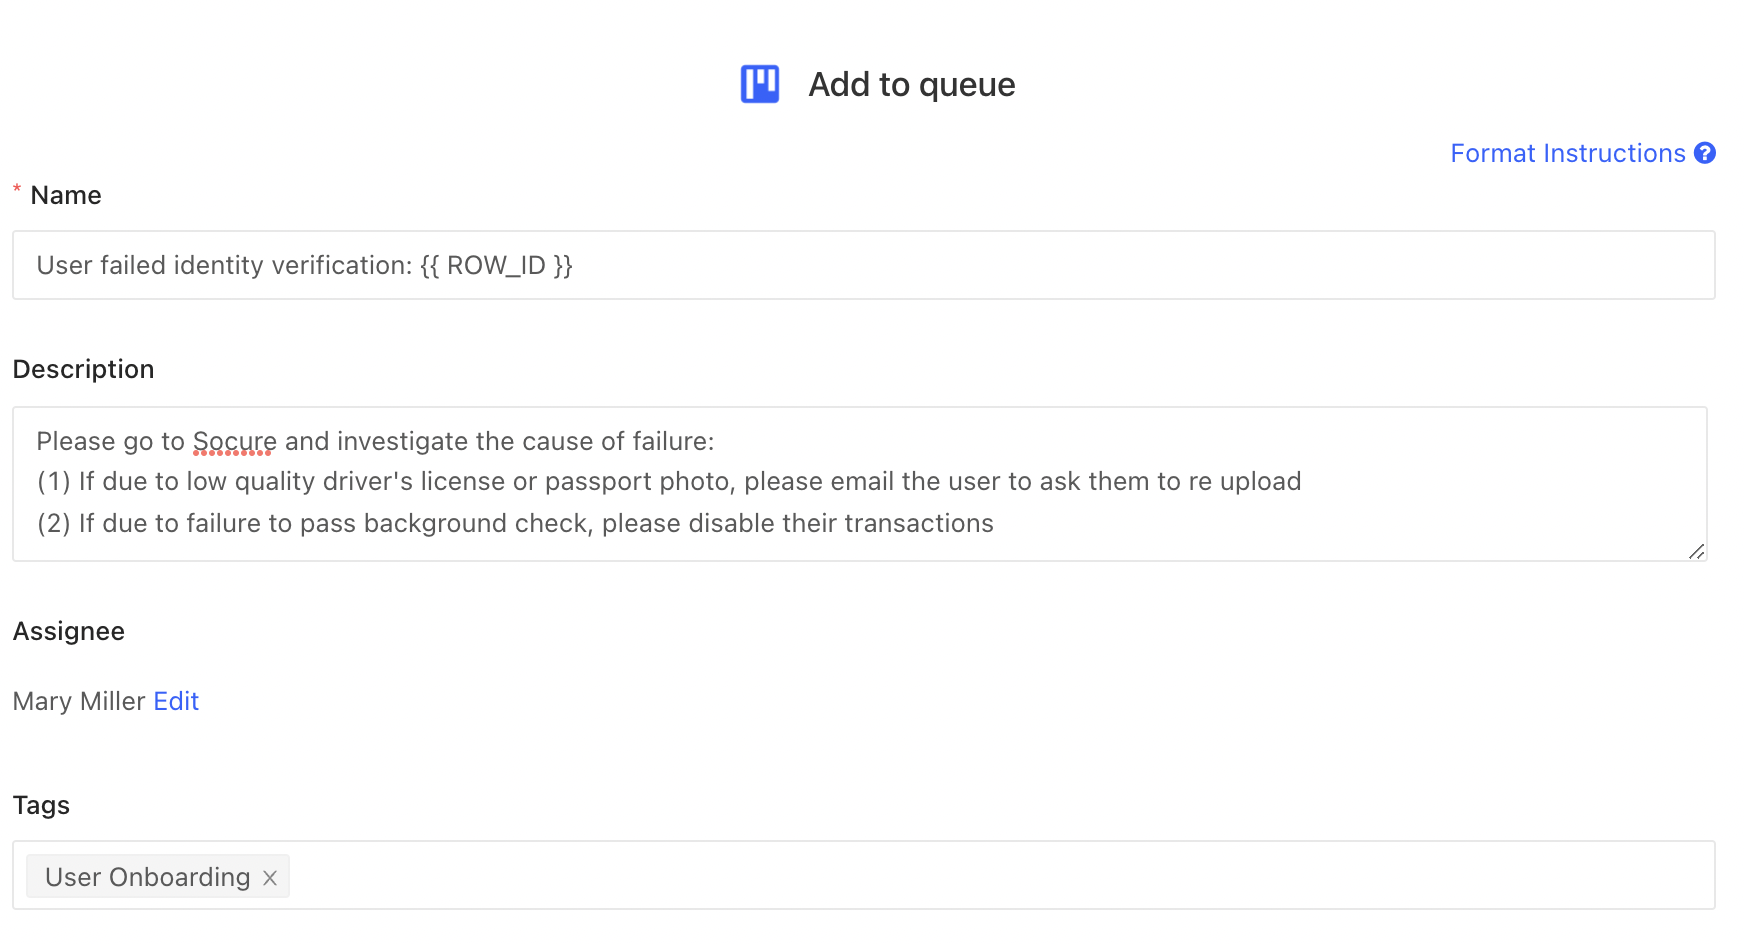 Add to queue
Format Instructions ?
* Name
User failed identity verification: {{ ROW_ID }}
Description
Please go to Socure and investigate the cause of failure:
(1) If due to low quality driver's license or passport photo, please email the user to ask them to re upload
(2) If due to failure to pass background check, please disable their transactions
Assignee
Mary Miller Edit
Tags
User Onboarding ×